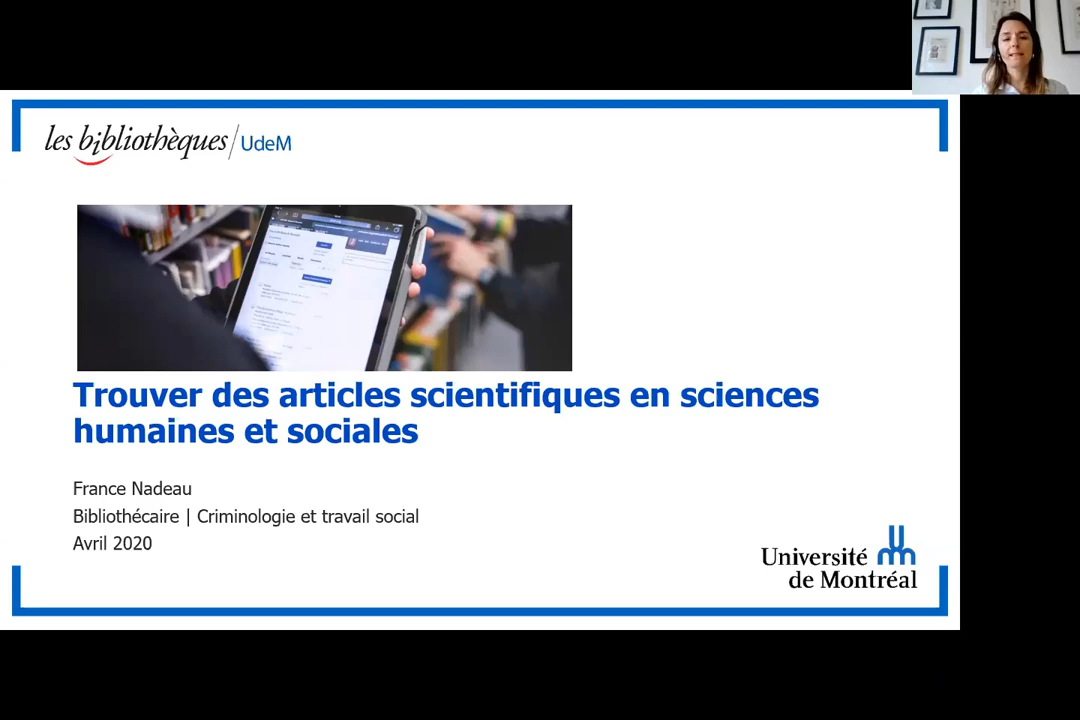 les bibliothèques/UdeM
Trouver des articles scientifiques en sciences
humaines et sociales
France Nadeau
Bibliothécaire | Criminologie et travail social
Avril 2020
Université
de Montréal